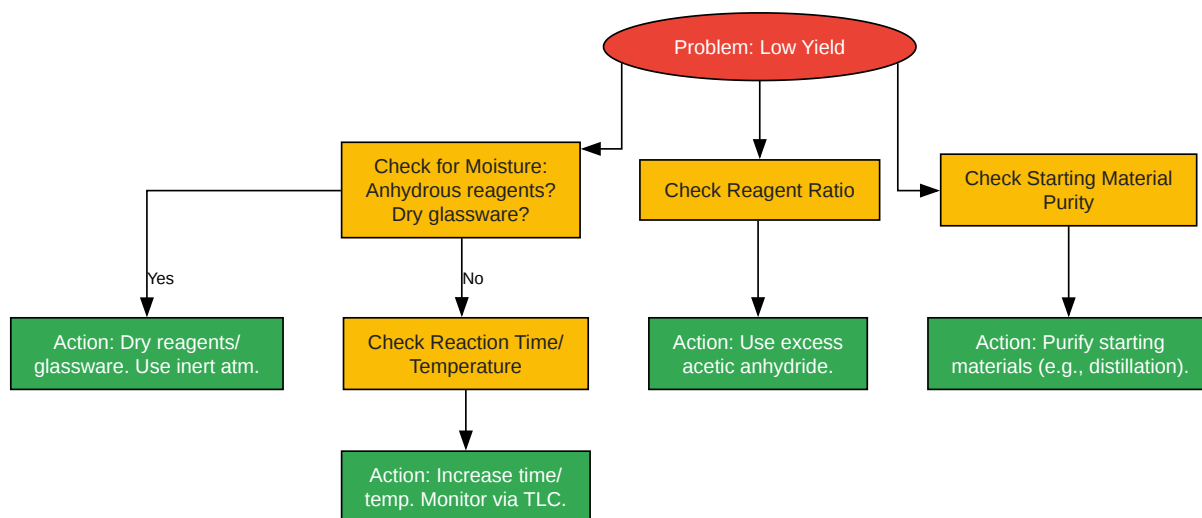 Problem: Low Yield
Check for Moisture:
Anhydrous reagents?
Dry glassware?
Check Reagent Ratio
Check Starting Material
Purity
Yes
No
Action: Dry reagents/
glassware. Use inert atm.
Check Reaction Time/
Temperature
Action: Use excess
acetic anhydride.
Action: Purify starting
materials (e.g., distillation).
Action: Increase time/
temp. Monitor via TLC.